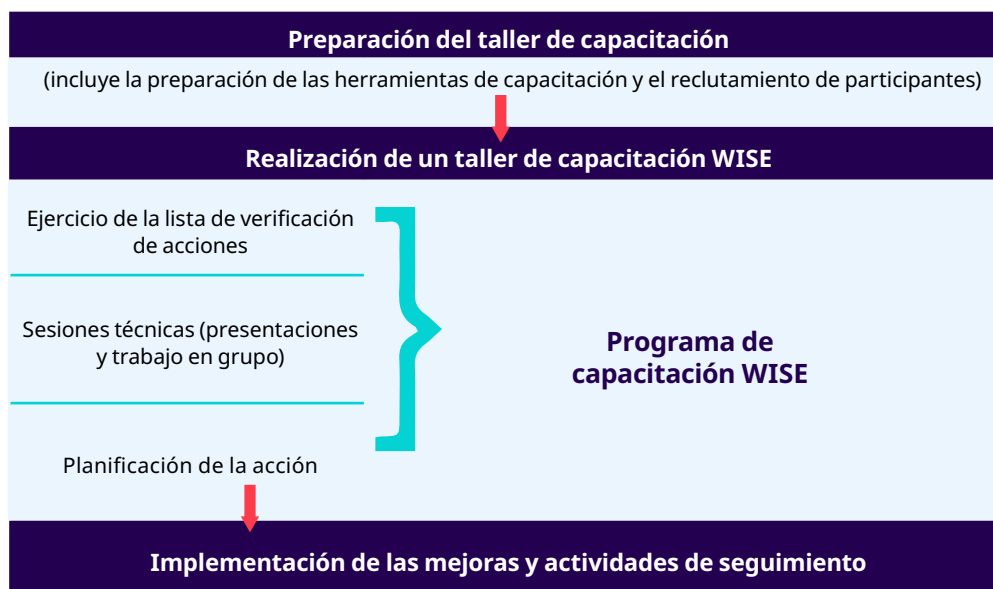 Preparación del taller de capacitación
(incluye la preparación de las herramientas de capacitación y el reclutamiento de participantes)
Realización de un taller de capacitación WISE
Ejercicio de la lista de verificación
de acciones
Sesiones técnicas (presentaciones
y trabajo en grupo)
Planificación de la acción
Programa de
capacitación WISE
Implementación de las mejoras y actividades de seguimiento